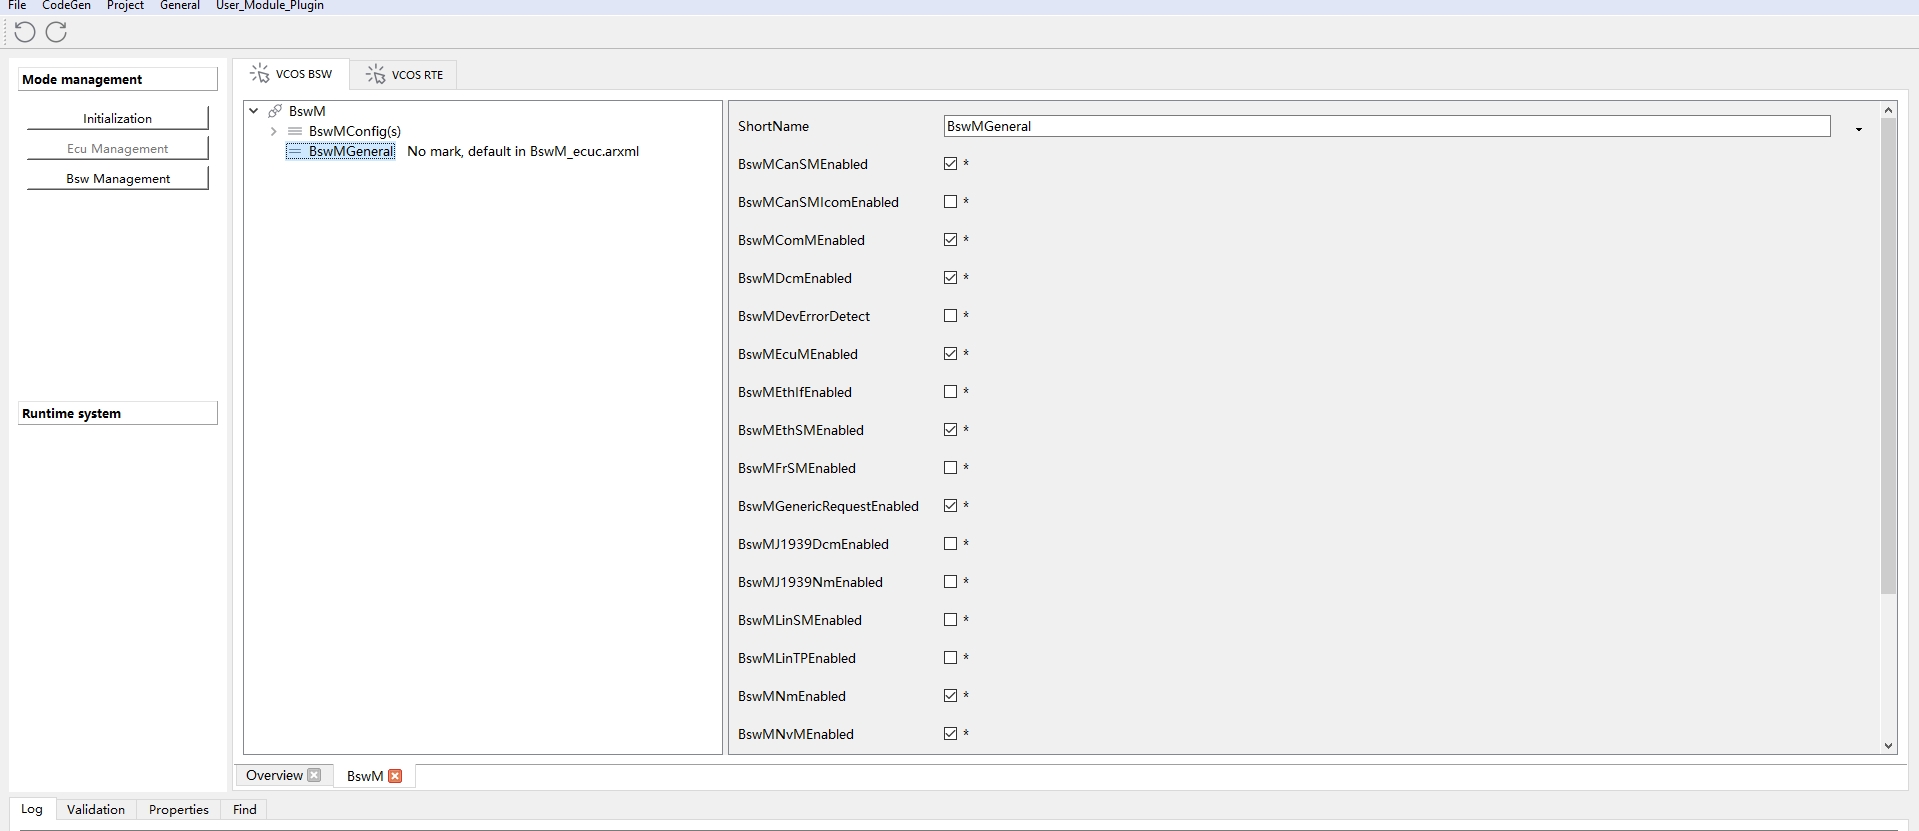 File CodeGen Project General User_Module_Plugin
Mode management
Initialization
Ecu Management
Bsw Management
Runtime system
VCOS BSW
VCOS RTE
BswM
BswMConfig(s)
BswMGeneral No mark, default in BswM_ecuc.arxml
ShortName BswMGeneral
BswMCanSMEnabled *
BswMCanSMIcomEnabled *
BswMComMEnabled *
BswMDcmEnabled *
BswMDevErrorDetect *
BswMEcuMEnabled *
BswMEthIfEnabled *
BswMEthSMEnabled *
BswMFrSMEnabled *
BswMGenericRequestEnabled *
BswMJ1939DcmEnabled *
BswMJ1939NmEnabled *
BswMLinSMEnabled *
BswMLinTPEnabled *
BswMNmEnabled *
BswMNvMEnabled *
Overview BswM
Log Validation Properties Find